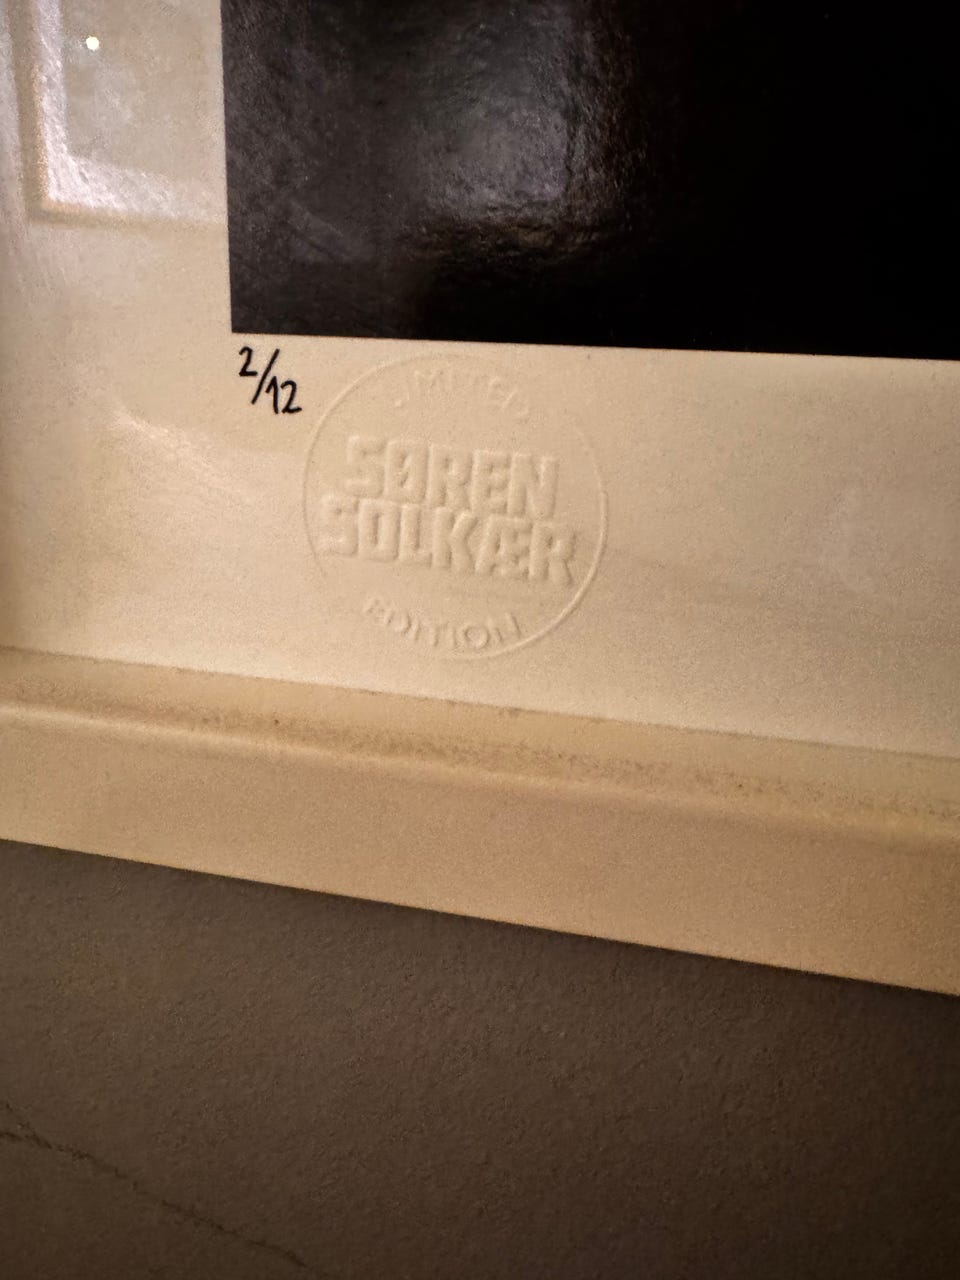 2/12
LIMITED
SØREN
SOLKÆR
EDITION